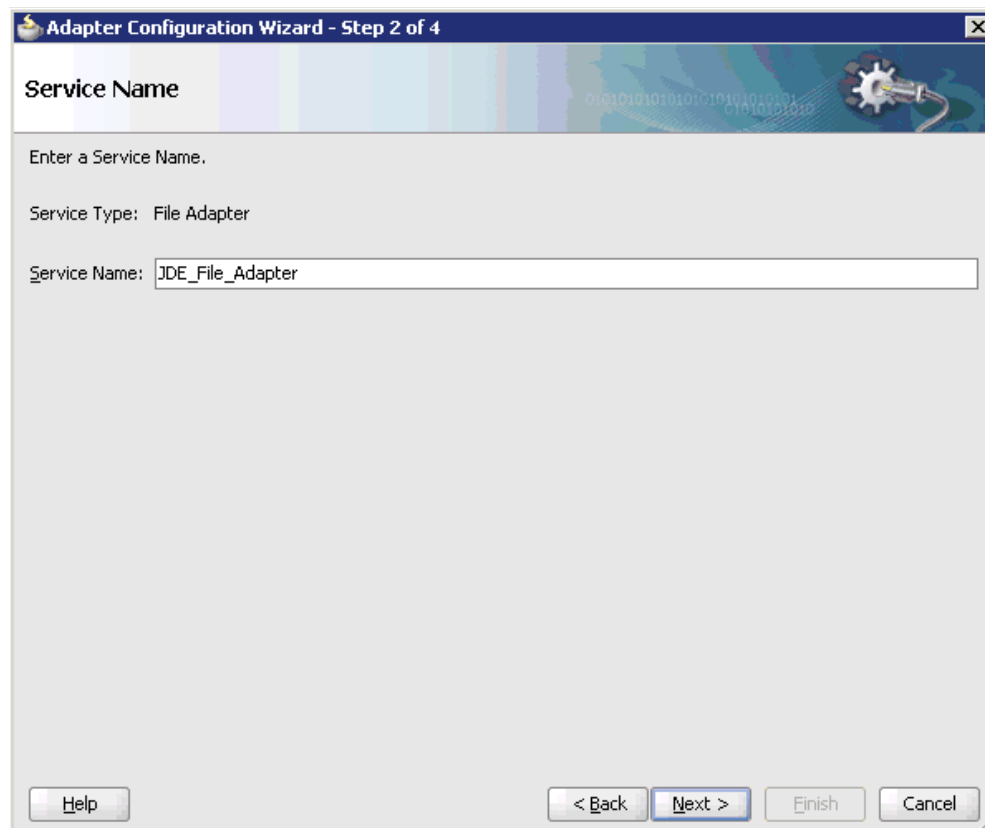 Adapter Configuration Wizard - Step 2 of 4
Service Name
Enter a Service Name.
Service Type: File Adapter
Service Name: JDE_File_Adapter
Help < Back Next > Finish Cancel